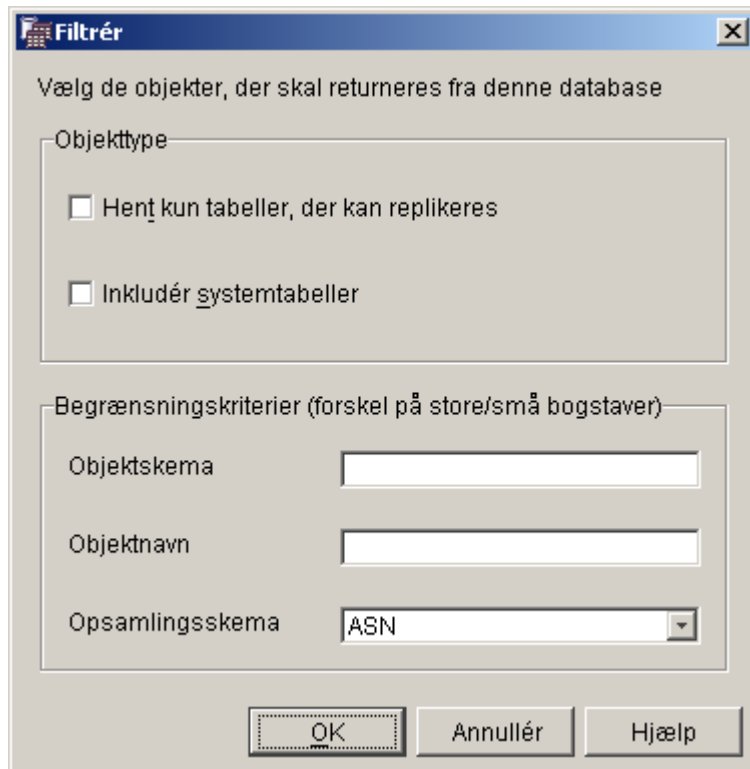 Filtrér
Vælg de objekter, der skal returneres fra denne database
Objekttype
Hent kun tabeller, der kan replikeres
Inkludér systemtabeller
Begrænsningskriterier (forskel på store/små bogstaver)
Objektskema
Objektnavn
Opsamlingsskema ASN
OK Annullér Hjælp